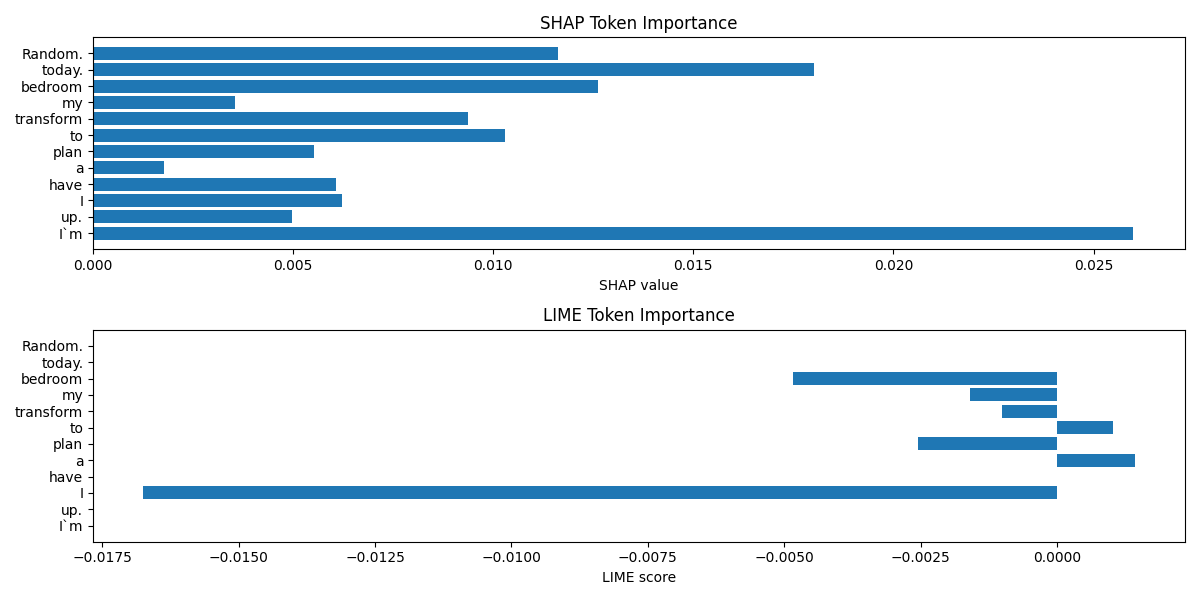 SHAP Token Importance
Random.
today.
bedroom
my
transform
to
plan
a
have
I
up.
I`m
0.000 0.005 0.010 0.015 0.020 0.025
SHAP value
LIME Token Importance
Random.
today.
bedroom
my
transform
to
plan
a
have
I
up.
I`m
−0.0175 −0.0150 −0.0125 −0.0100 −0.0075 −0.0050 −0.0025 0.0000
LIME score